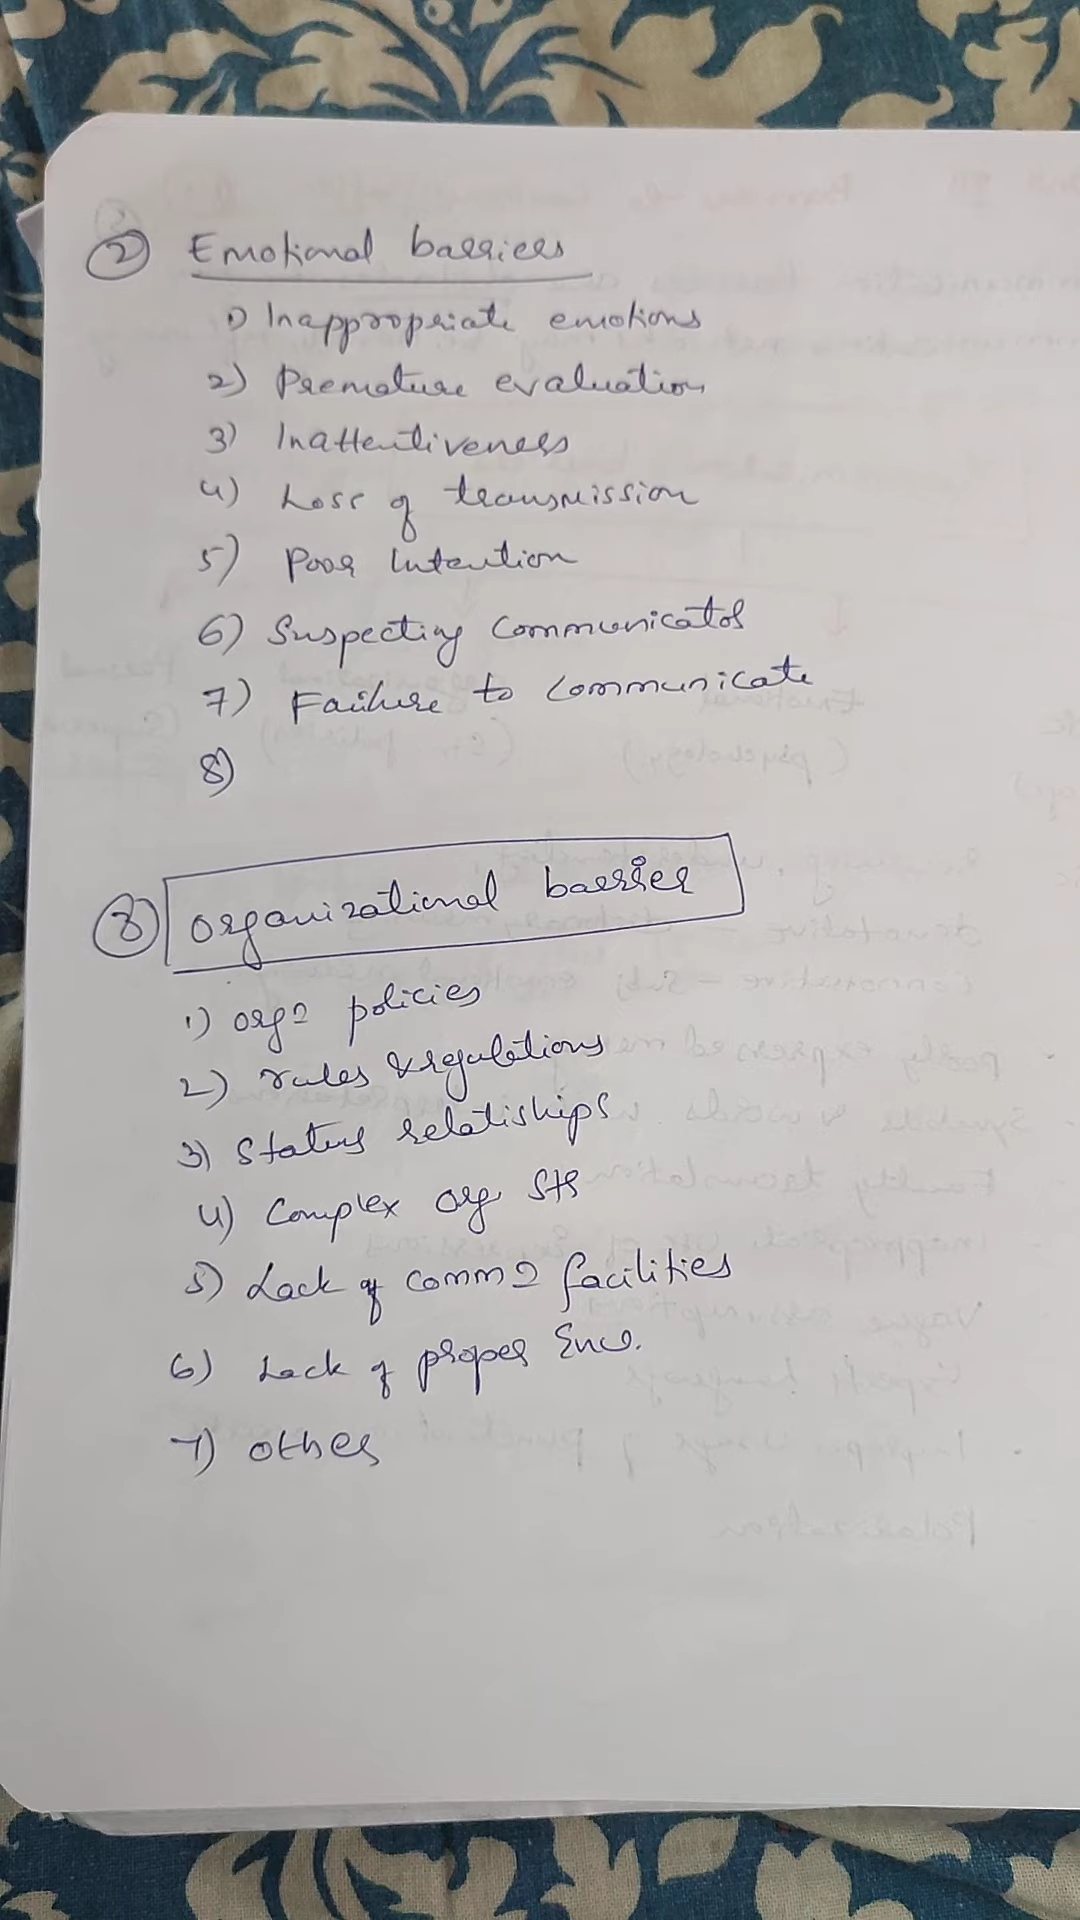 2 Emotional barriers
1) Inappropriate emotions
2) Premature evaluation
3) Inattentiveness
4) Loss of transmission
5) Poor Intention
6) Suspecting Communicator
7) Failure to communicate
8)
3 organizational barrier
1) orgn policies
2) rules & regulations
3) Status relatiships
4) Complex org. Str
5) Lack of commn facilities
6) Lack of proper Env.
7) other